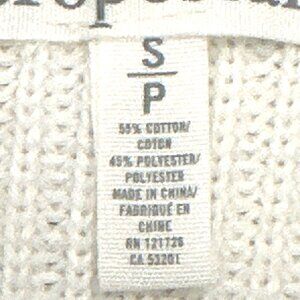 S
P
55% COTTON/
COTON
45% POLYESTER/
POLYESTER
MADE IN CHINA/
FABRIQUÉ EN
CHINE
RN 121726
CA 53201